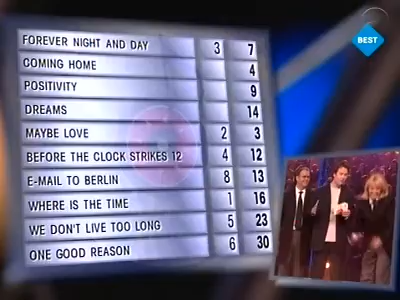 BEST
FOREVER NIGHT AND DAY 3 7
COMING HOME 4
POSITIVITY 9
DREAMS 14
MAYBE LOVE 2 3
BEFORE THE CLOCK STRIKES 12 4 12
E-MAIL TO BERLIN 8 13
WHERE IS THE TIME 1 16
WE DON'T LIVE TOO LONG 5 23
ONE GOOD REASON 6 30